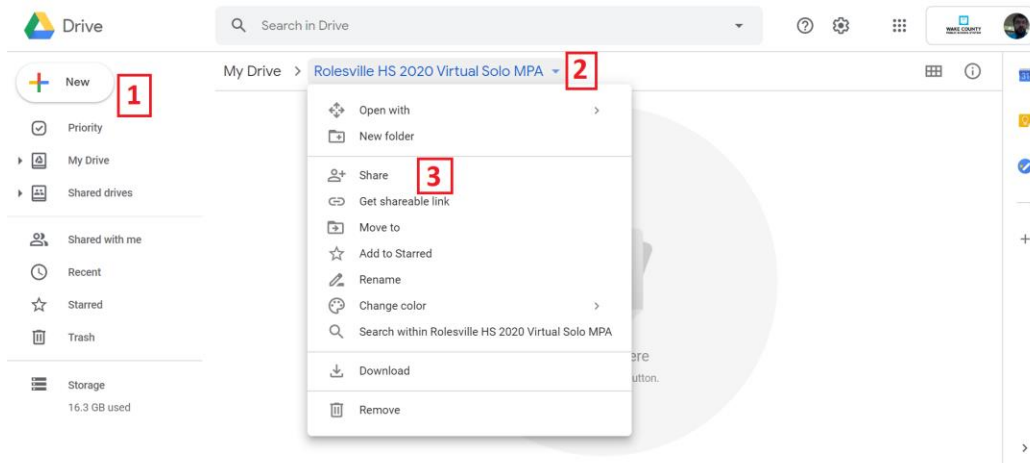 Drive
Search in Drive
WAKE COUNTY
New
1
My Drive > Rolesville HS 2020 Virtual Solo MPA
2
Priority
My Drive
Shared drives
Shared with me
Recent
Starred
Trash
Storage
16.3 GB used
Open with
New folder
Share
3
Get shareable link
Move to
Add to Starred
Rename
Change color
Search within Rolesville HS 2020 Virtual Solo MPA
Download
Remove
ere
utton.
31